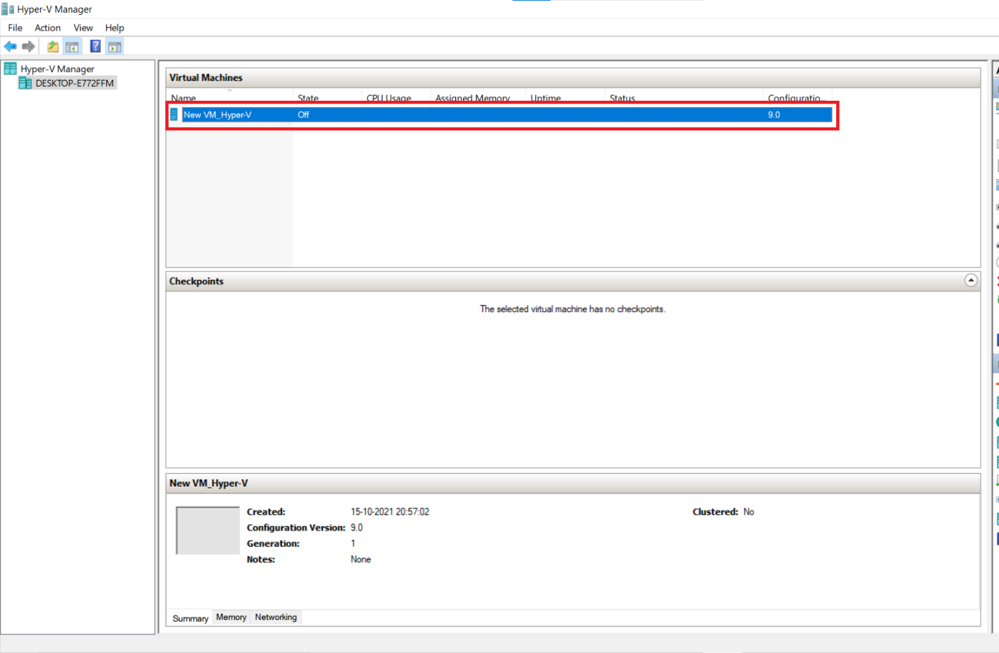 Hyper-V Manager
File Action View Help
Hyper-V Manager
DESKTOP-E772FFM
Virtual Machines
Name State CPU Usage Assigned Memory Uptime Status Configuratio...
New VM_Hyper-V Off 9.0
Checkpoints
The selected virtual machine has no checkpoints.
New VM_Hyper-V
Created: 15-10-2021 20:57:02 Clustered: No
Configuration Version: 9.0
Generation: 1
Notes: None
Summary Memory Networking